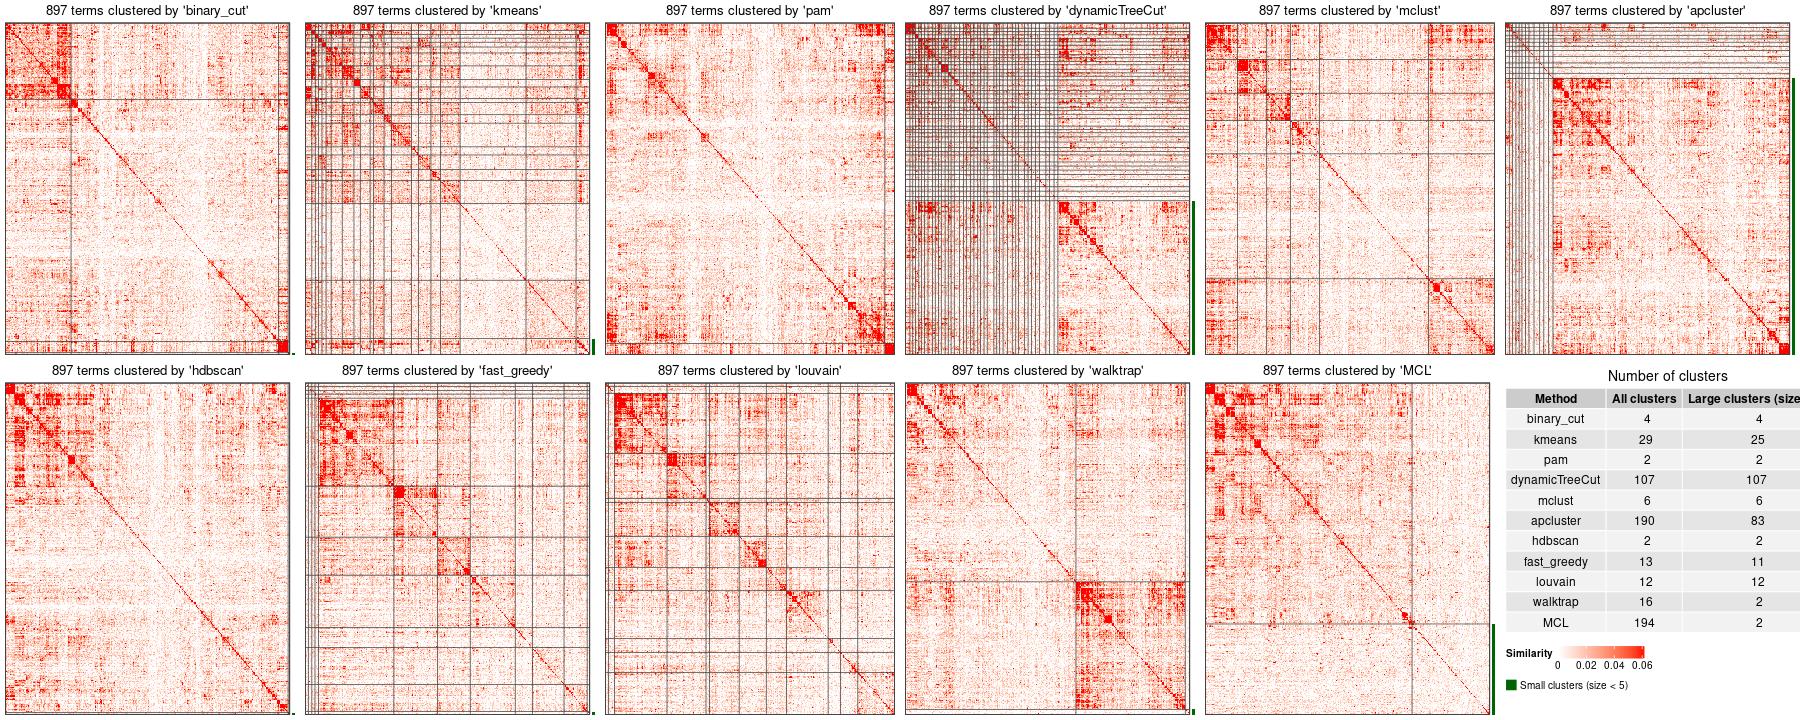 897 terms clustered by 'binary_cut'
897 terms clustered by 'kmeans'
897 terms clustered by 'pam'
897 terms clustered by 'dynamicTreeCut'
897 terms clustered by 'mclust'
897 terms clustered by 'apcluster'
897 terms clustered by 'hdbscan'
897 terms clustered by 'fast_greedy'
897 terms clustered by 'louvain'
897 terms clustered by 'walktrap'
897 terms clustered by 'MCL'
Number of clusters
Method All clusters Large clusters (size
binary_cut 4 4
kmeans 29 25
pam 2 2
dynamicTreeCut 107 107
mclust 6 6
apcluster 190 83
hdbscan 2 2
fast_greedy 13 11
louvain 12 12
walktrap 16 2
MCL 194 2
Similarity
0 0.02 0.04 0.06
Small clusters (size < 5)